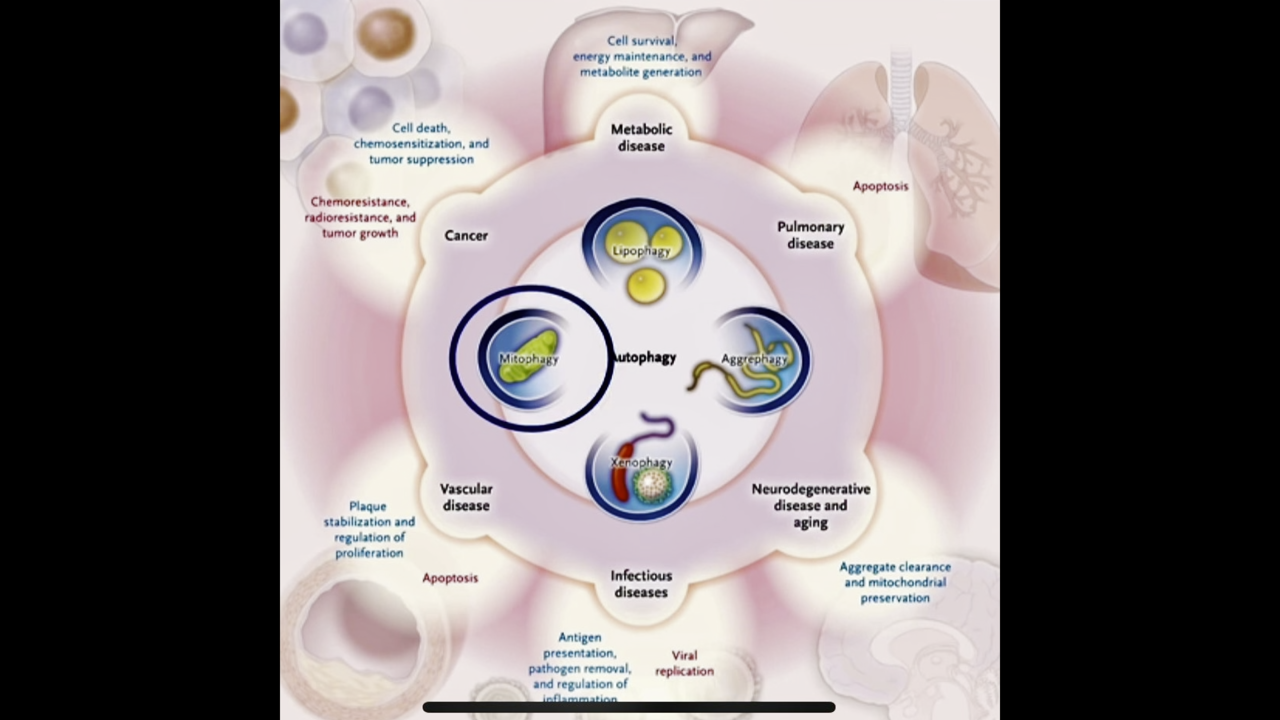 Cell survival,
energy maintenance, and
metabolite generation
Metabolic
disease
Cell death,
chemosensitization, and
tumor suppression
Chemoresistance,
radioresistance, and
tumor growth
Cancer
Apoptosis
Pulmonary
disease
Lipophagy
Mitophagy
Autophagy
Aggrephagy
Xenophagy
Vascular
disease
Plaque
stabilization and
regulation of
proliferation
Apoptosis
Neurodegenerative
disease and
aging
Aggregate clearance
and mitochondrial
preservation
Infectious
diseases
Antigen
presentation,
pathogen removal,
and regulation of
inflammation
Viral
replication